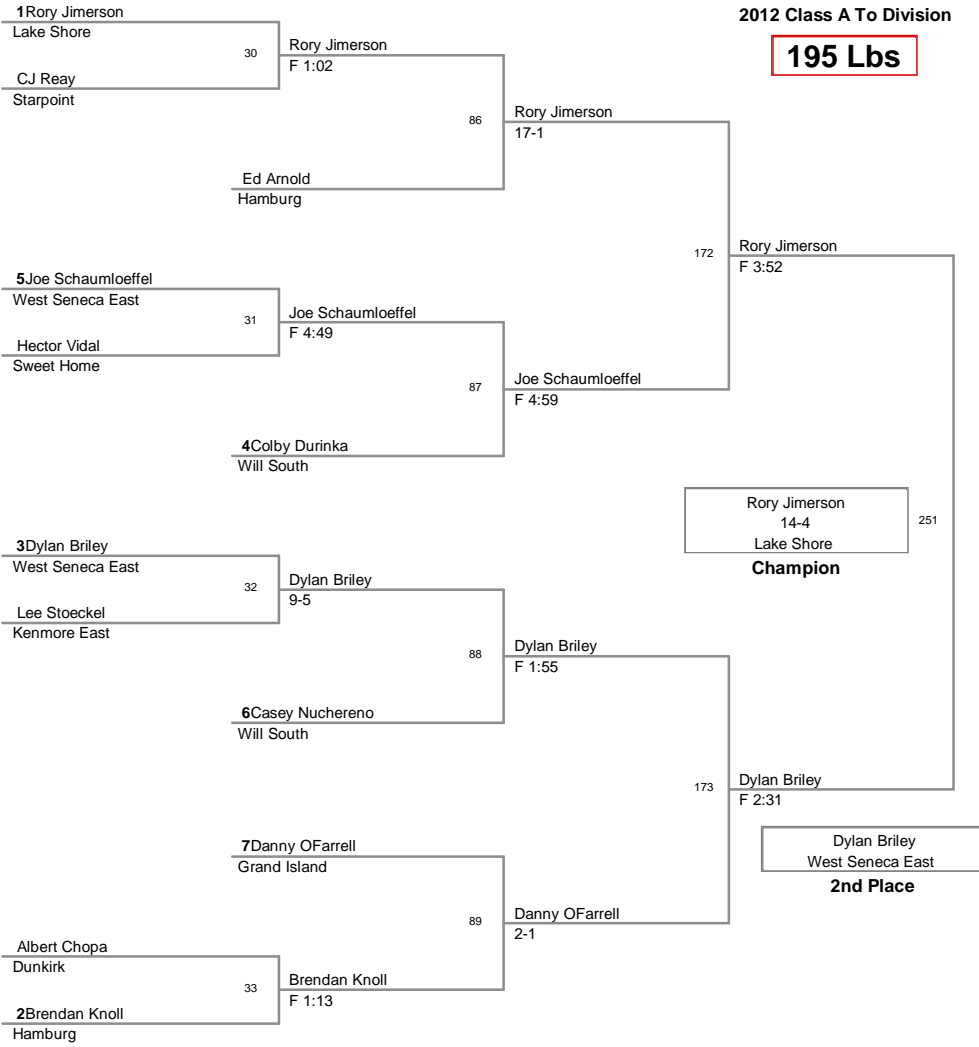 2012 Class A To Division
195 Lbs
1Rory Jimerson
Lake Shore
30
CJ Reay
Starpoint
Rory Jimerson
F 1:02
86
Ed Arnold
Hamburg
Rory Jimerson
17-1
172
5Joe Schaumloeffel
West Seneca East
31
Hector Vidal
Sweet Home
Joe Schaumloeffel
F 4:49
87
4Colby Durinka
Will South
Joe Schaumloeffel
F 4:59
Rory Jimerson
F 3:52
3Dylan Briley
West Seneca East
32
Lee Stoeckel
Kenmore East
Dylan Briley
9-5
88
6Casey Nuchereno
Will South
Dylan Briley
F 1:55
173
7Danny OFarrell
Grand Island
89
Albert Chopa
Dunkirk
33
2Brendan Knoll
Hamburg
Brendan Knoll
F 1:13
Danny OFarrell
2-1
Dylan Briley
F 2:31
251
Rory Jimerson
14-4
Lake Shore
Champion
Dylan Briley
West Seneca East
2nd Place